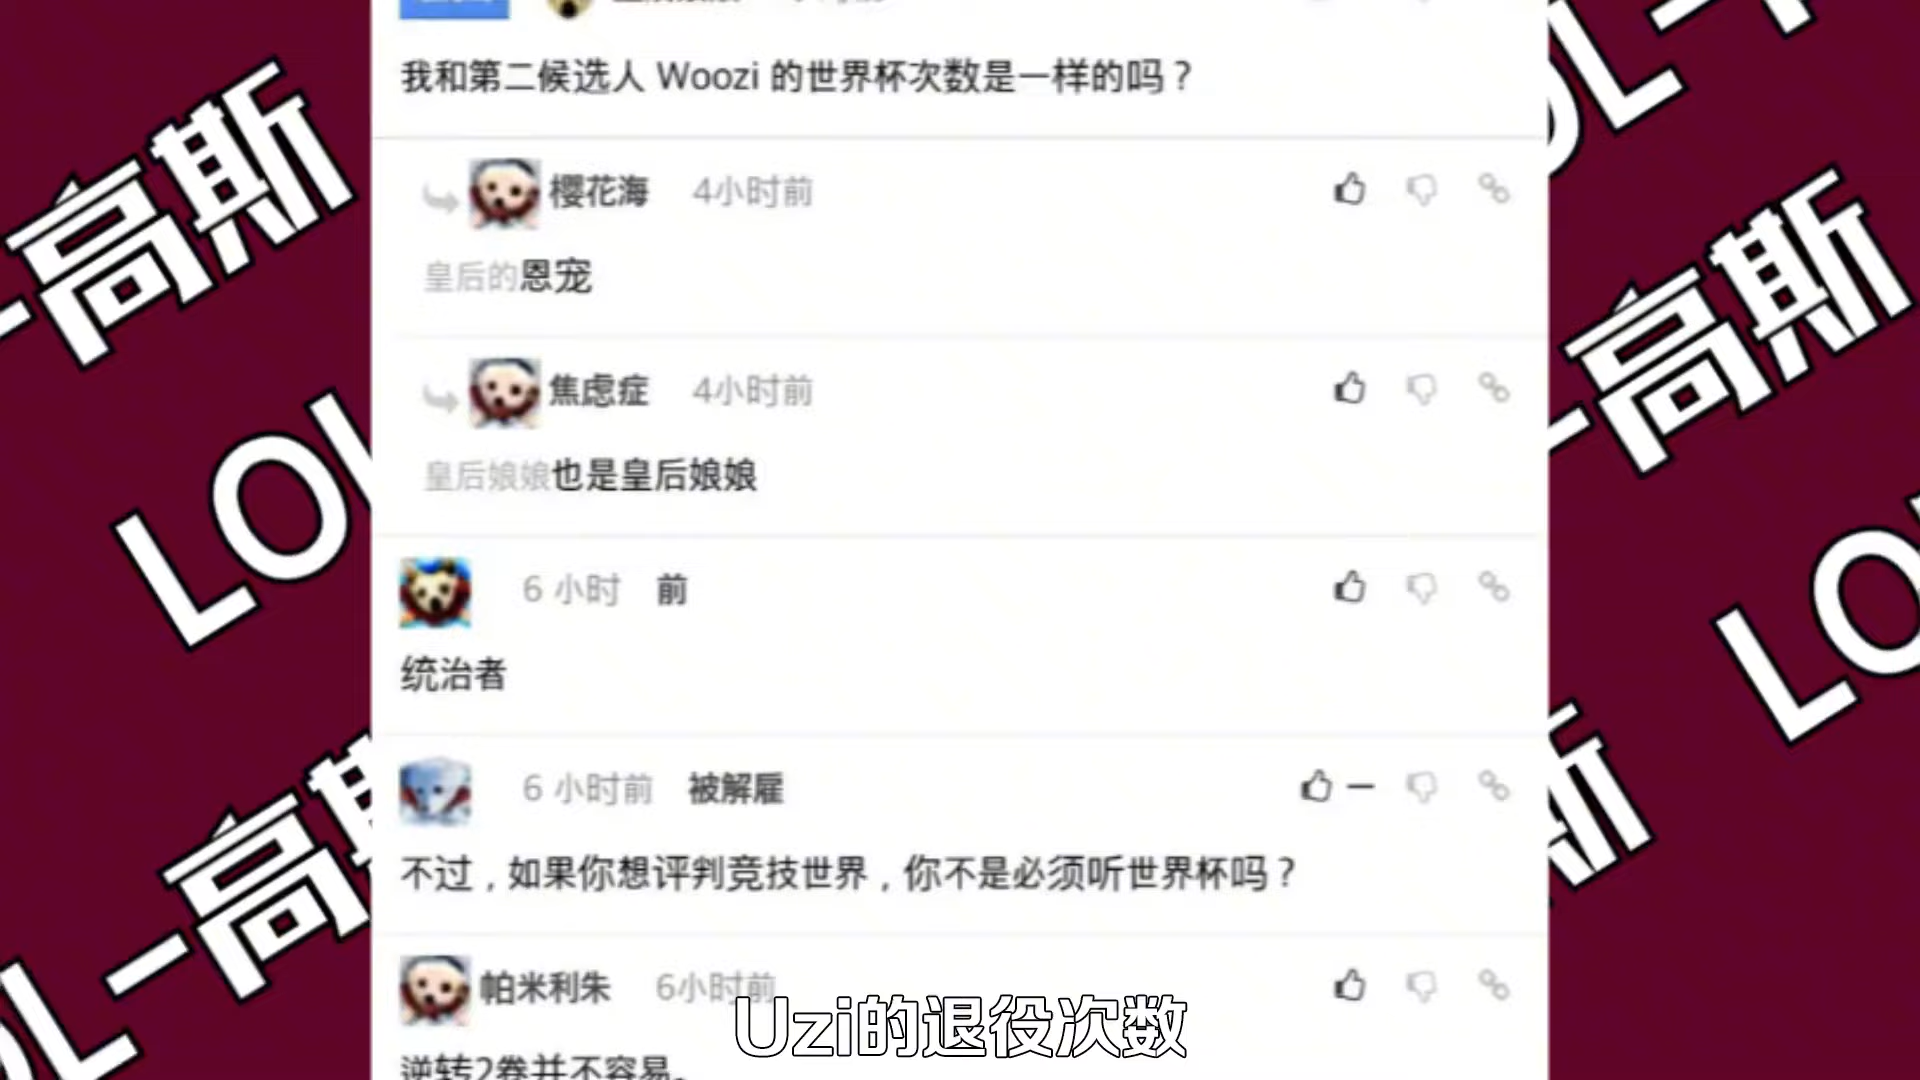 我和第二候选人 Woozi 的世界杯次数是一样的吗？
樱花海 4小时前
皇后的恩宠
焦虑症 4小时前
皇后娘娘也是皇后娘娘
6 小时 前
统治者
6 小时前 被解雇
一
不过，如果你想评判竞技世界，你不是必须听世界杯吗？
帕米利朱 6小时前
逆转2卷并不容易。
Uzi的退役次数
-高斯
LOL
-高斯
LOL-高斯
OL-
-高斯
LOL
斯